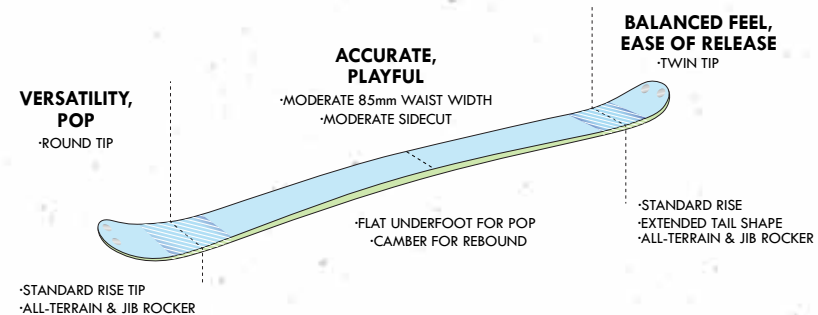 VERSATILITY,
POP
·ROUND TIP
·STANDARD RISE TIP
·ALL-TERRAIN & JIB ROCKER
ACCURATE,
PLAYFUL
·MODERATE 85mm WAIST WIDTH
·MODERATE SIDECUT
·FLAT UNDERFOOT FOR POP
·CAMBER FOR REBOUND
BALANCED FEEL,
EASE OF RELEASE
·TWIN TIP
·STANDARD RISE
·EXTENDED TAIL SHAPE
·ALL-TERRAIN & JIB ROCKER